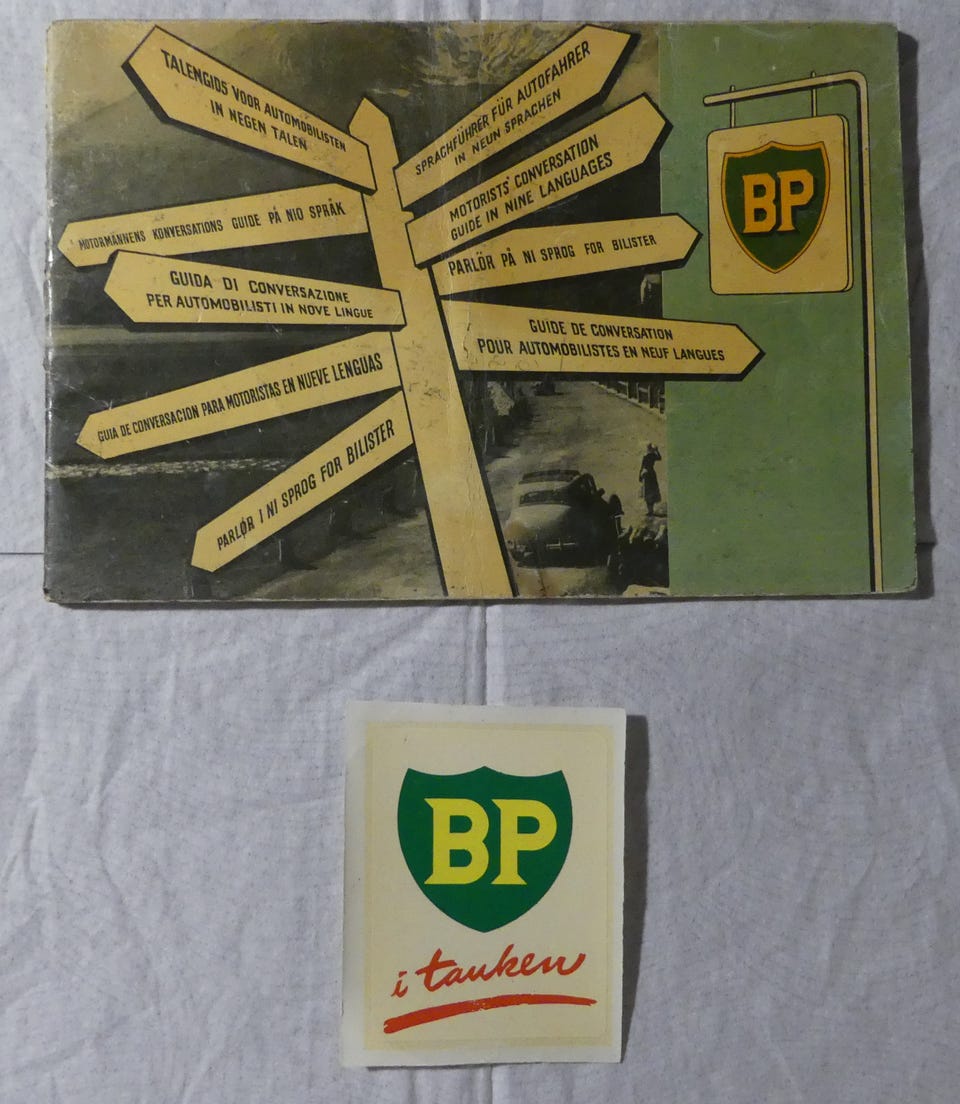 TALENGIDS VOOR AUTOMOBILISTEN
IN NEGEN TALEN
SPRACHFÜHRER FÜR AUTOFAHRER
IN NEUN SPRACHEN
MOTORISTS' CONVERSATION
GUIDE IN NINE LANGUAGES
MOTORMÄNNENS KONVERSATIONS GUIDE PÅ NIO SPRÅK
PARLÖR PÅ NI SPROG FOR BILISTER
GUIDA DI CONVERSAZIONE
PER AUTOMOBILISTI IN NOVE LINGUE
GUIDE DE CONVERSATION
POUR AUTOMOBILISTES EN NEUF LANGUES
GUIA DE CONVERSACION PARA MOTORISTAS EN NUEVE LENGUAS
PARLØR I NI SPROG FOR BILISTER
BP
BP
i tanken